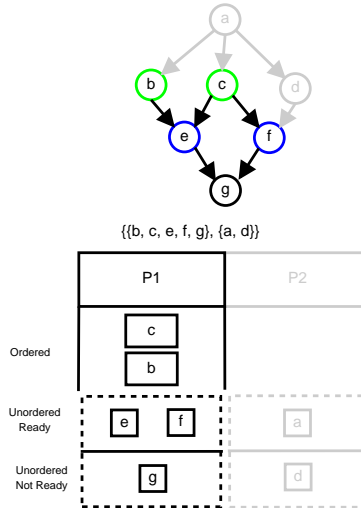 a
b c d
e f
g
{{b, c, e, f, g}, {a, d}}
P1 P2
c
Ordered
b
Unordered
Ready
e f a
Unordered
Not Ready
g d